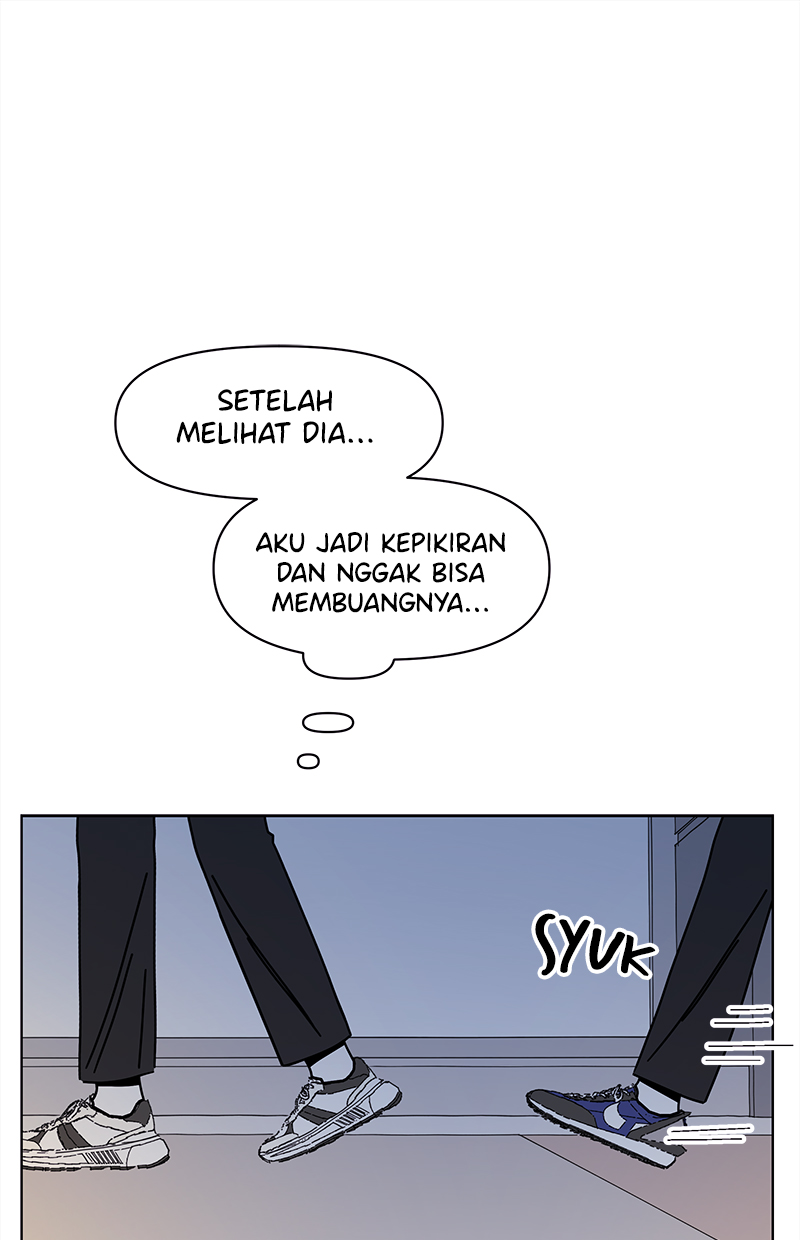 SETELAH
MELIHAT DIA...
AKU JADI KEPIKIRAN
DAN NGGAK BISA
MEMBUANGNYA...
SYUK